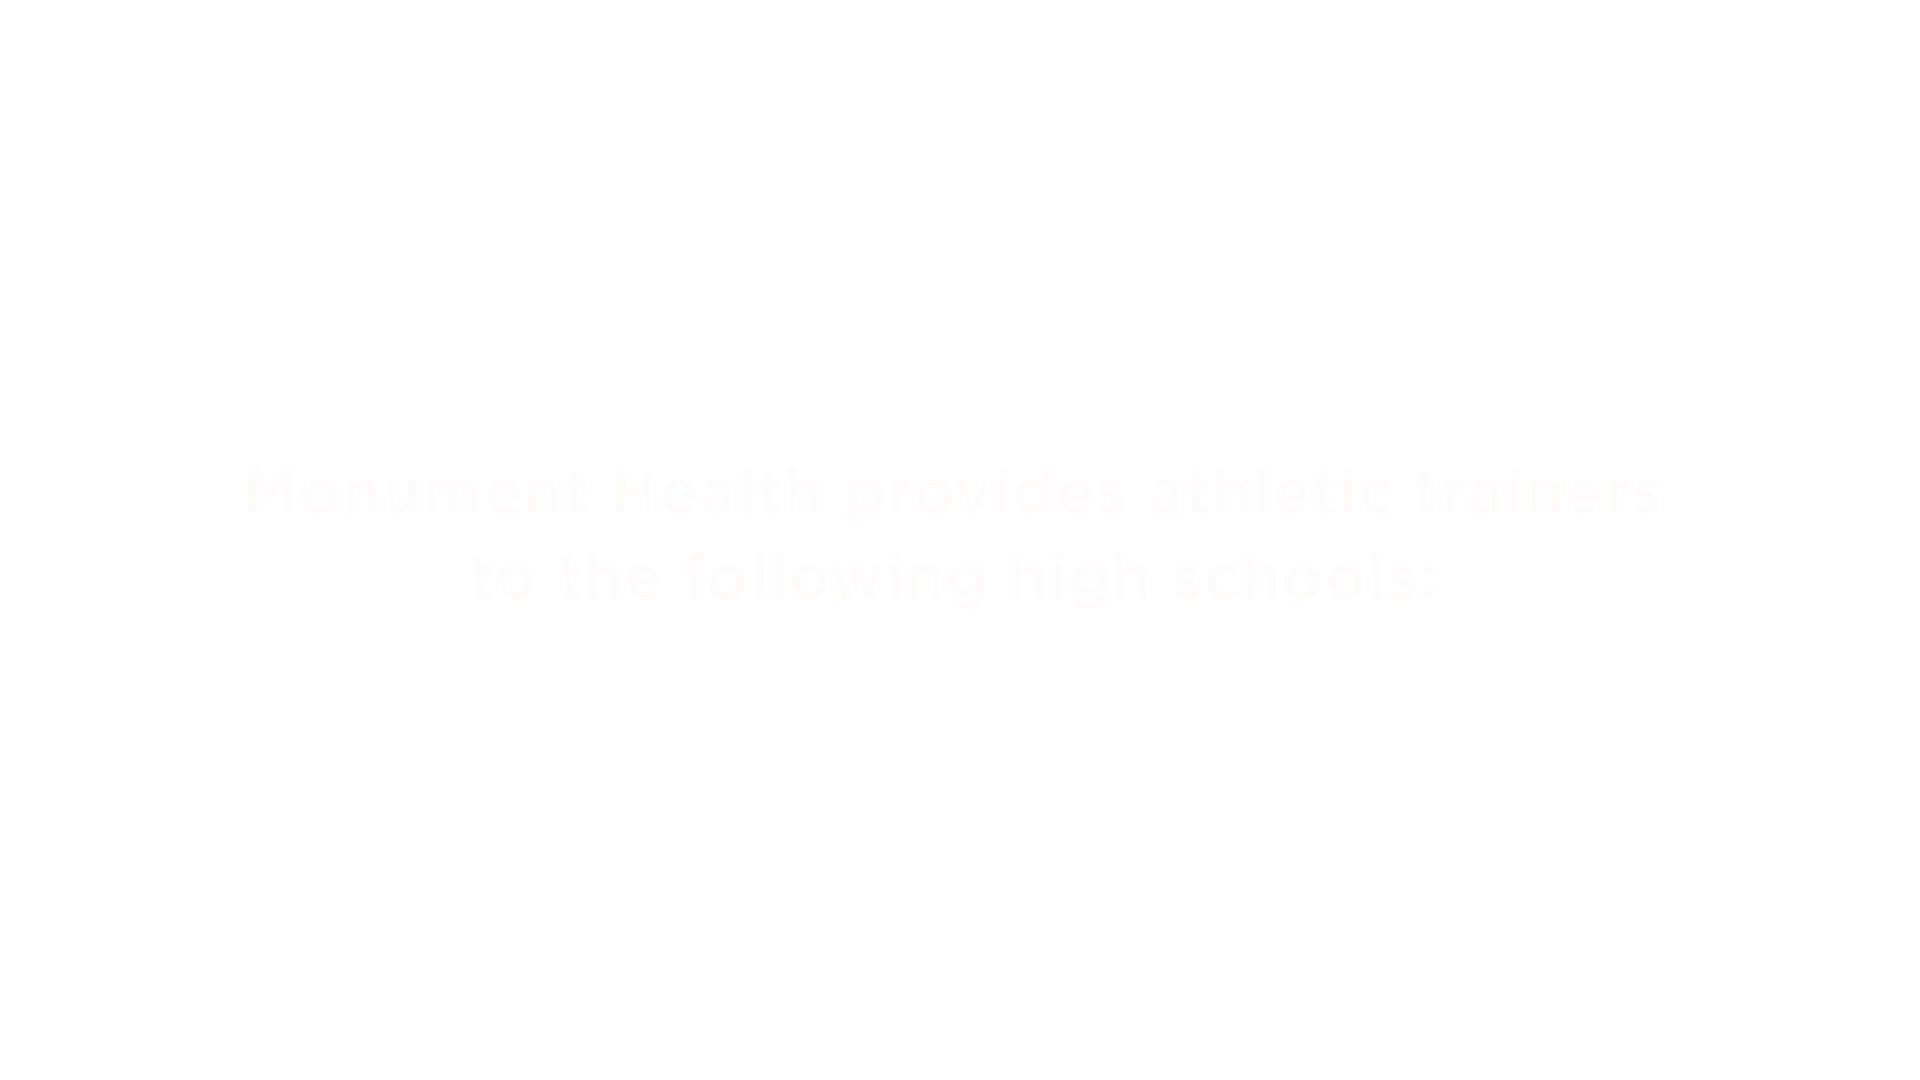 Monument Health provides athletic trainers
to the following high schools: